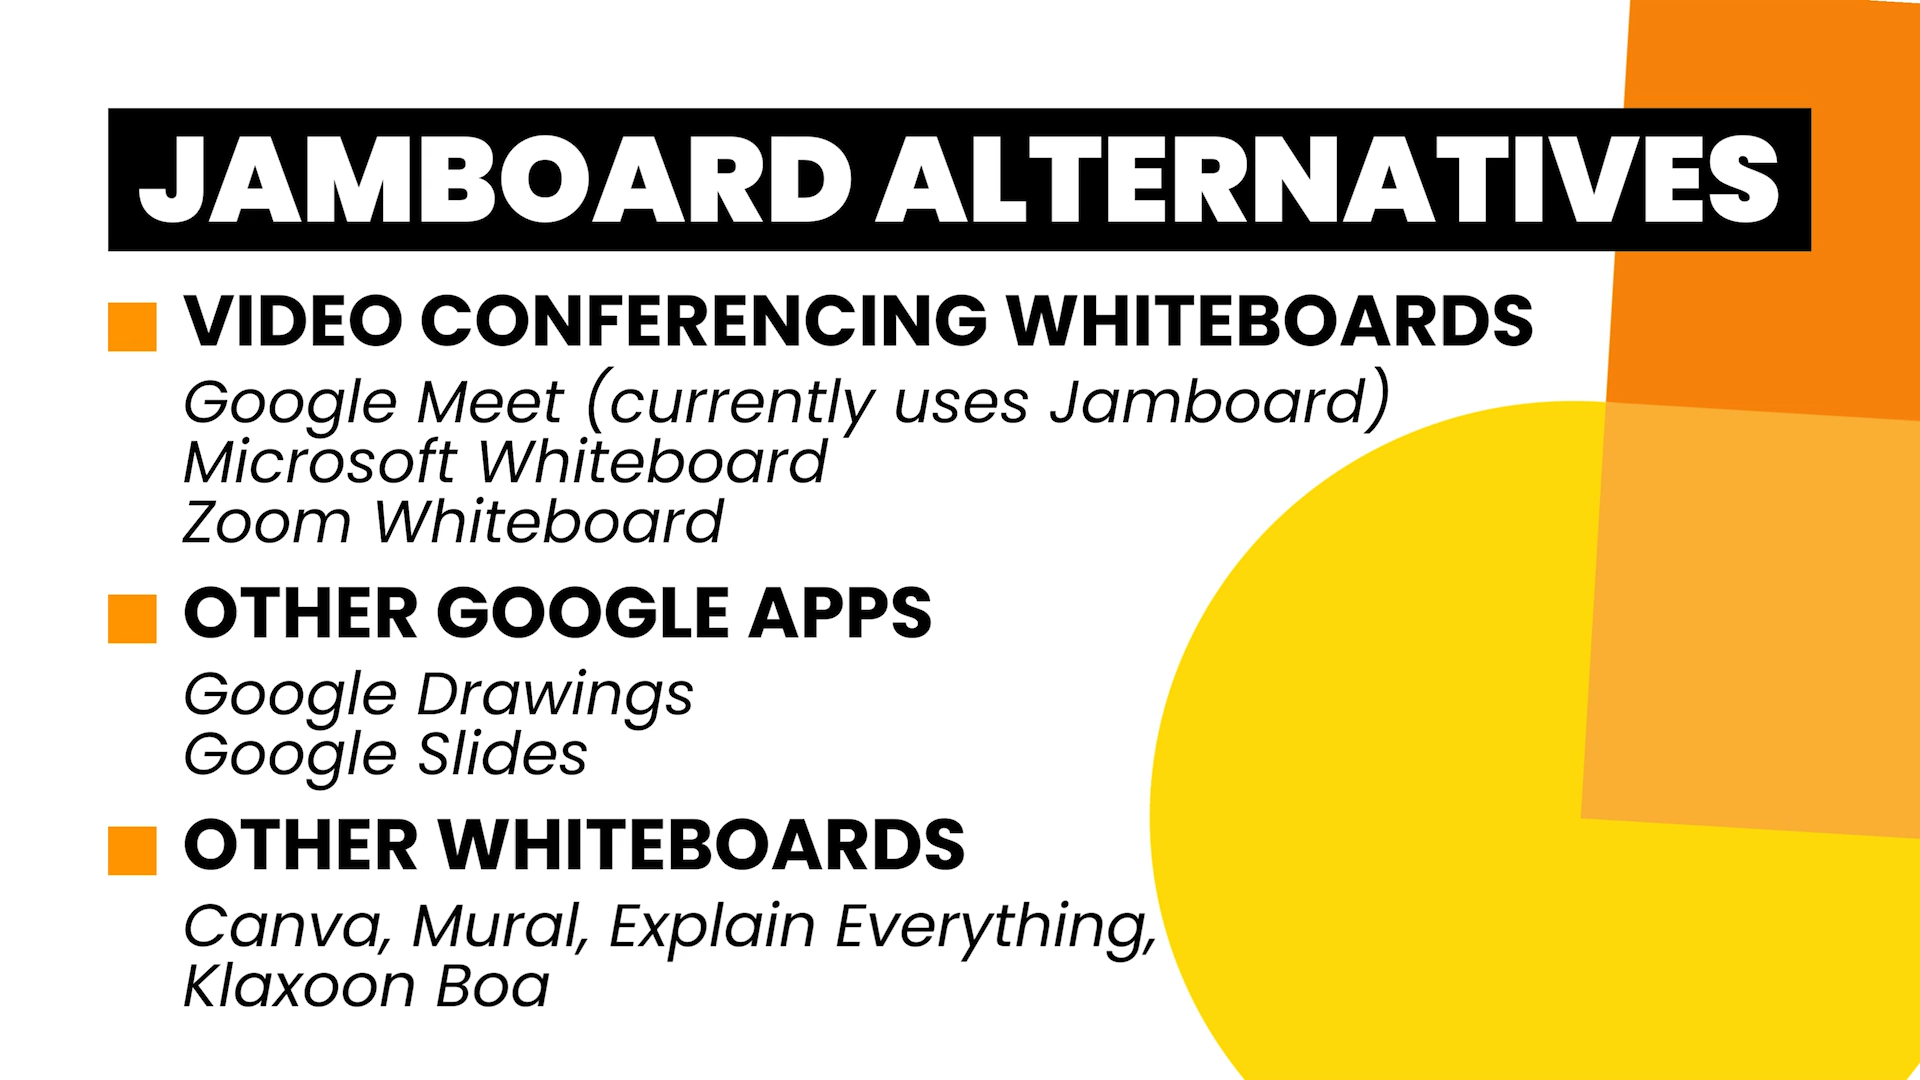 JAMBOARD ALTERNATIVES
VIDEO CONFERENCING WHITEBOARDS
Google Meet (currently uses Jamboard)
Microsoft Whiteboard
Zoom Whiteboard
OTHER GOOGLE APPS
Google Drawings
Google Slides
OTHER WHITEBOARDS
Canva, Mural, Explain Everything,
Klaxoon Boa